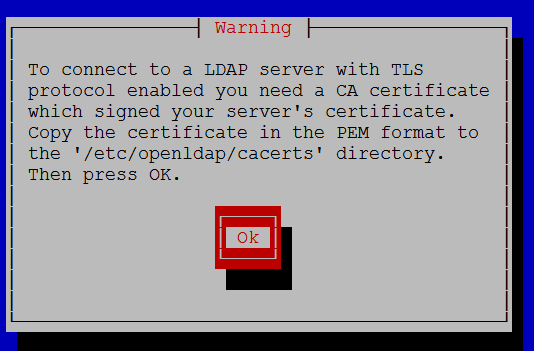 Warning
To connect to a LDAP server with TLS
protocol enabled you need a CA certificate
which signed your server's certificate.
Copy the certificate in the PEM format to
the '/etc/openldap/cacerts' directory.
Then press OK.
Ok